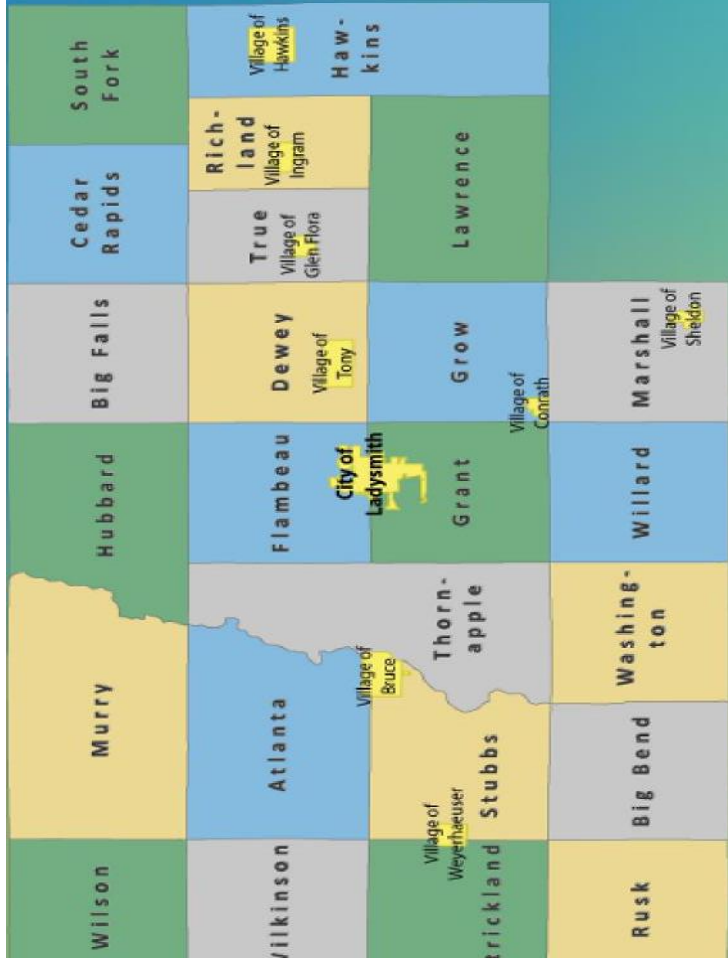 Wilson
Murry
Hubbard
Big Falls
Cedar
Rapids
South
Fork
ilkinson
Atlanta
Flambeau
Dewey
Village of
Tony
True
Village of
Glen Flora
Rich-
land
Village of
Ingram
Village of
Hawkins
Haw-
kins
City of
Ladysmith
trickland
Village of
Weyerhaeuser
Stubbs
Village of
Bruce
Thorn-
apple
Grant
Grow
Village of
Conrath
Lawrence
Rusk
Big Bend
Washing-
ton
Willard
Marshall
Village of
Sheldon